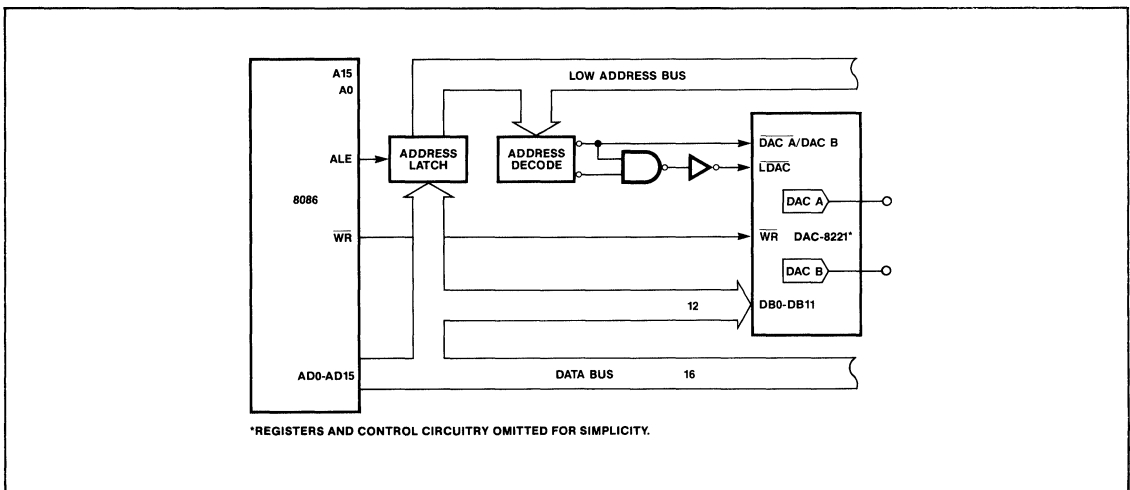 A15
A0
LOW ADDRESS BUS
ALE
ADDRESS
LATCH
ADDRESS
DECODE
DAC A/DAC B
LDAC
DAC A
8086
WR
WR DAC-8221*
DAC B
12
DB0-DB11
AD0-AD15
DATA BUS 16
*REGISTERS AND CONTROL CIRCUITRY OMITTED FOR SIMPLICITY.